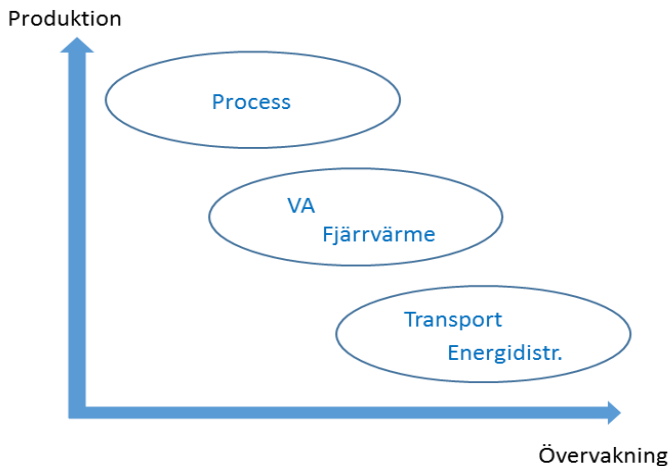 Produktion
Process
VA
Fjärrvärme
Transport
Energidistr.
Övervakning